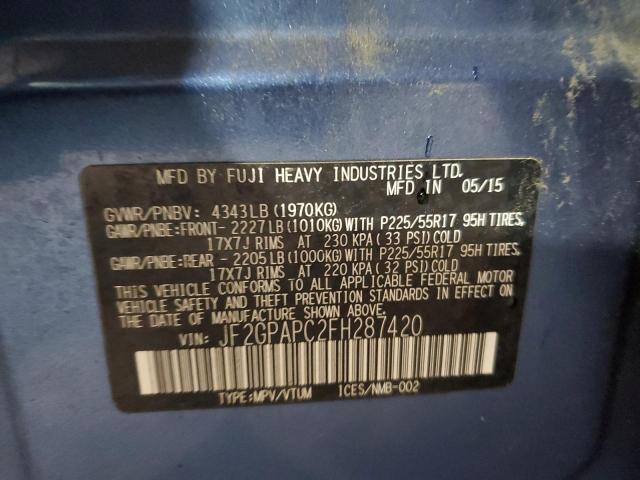 MFD BY FUJI HEAVY INDUSTRIES LTD.
MFD IN 05/15
GVWR/PNBV: 4343LB (1970KG)
GAWR/PNBE:FRONT- 2227LB (1010KG)WITH P225/55R17 95H TIRES,
17X7J RIMS AT 230 KPA (33 PSI)COLD
GAWR/PNBE:REAR - 2205LB (1000KG)WITH P225/55R17 95H TIRES,
17X7J RIMS AT 220 KPA (32 PSI)COLD
THIS VEHICLE CONFORMS TO ALL APPLICABLE FEDERAL MOTOR
VEHICLE SAFETY AND THEFT PREVENTION STANDARDS IN EFFECT ON
THE DATE OF MANUFACTURE SHOWN ABOVE.
VIN: JF2GPAPC2FH287420
TYPE:MPV/VTUM ICES/NMB-002